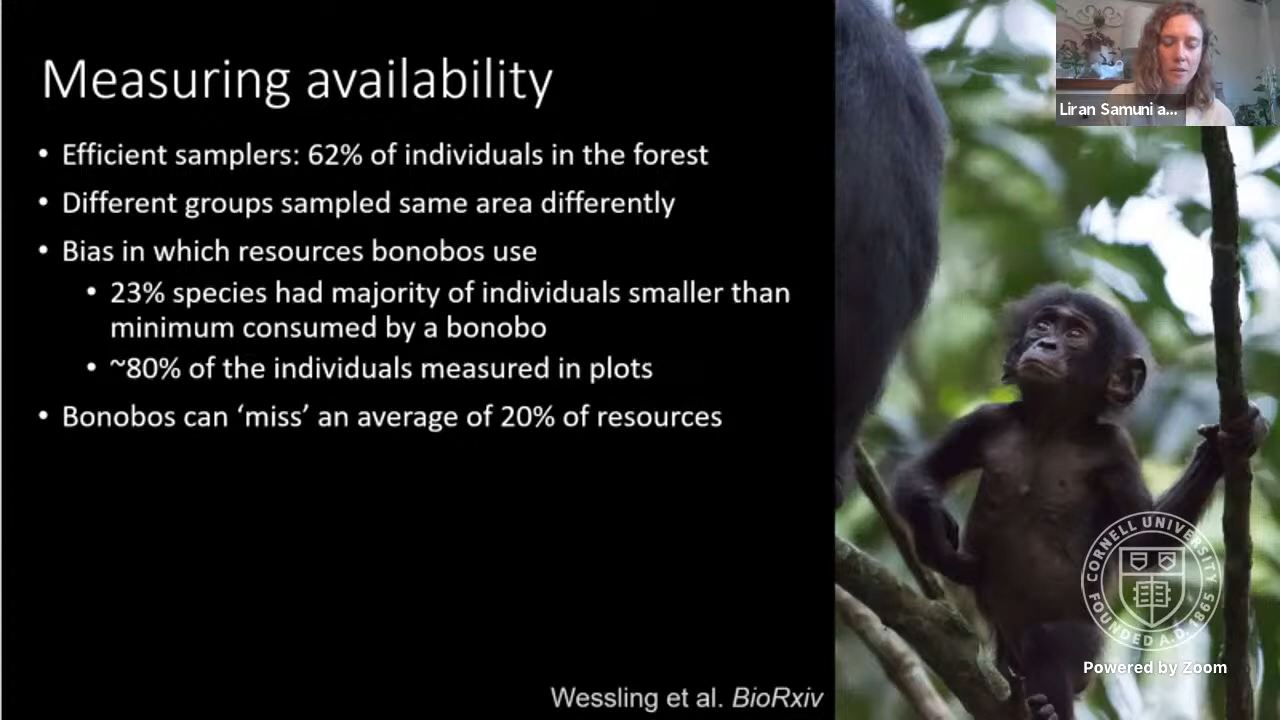 Measuring availability
• Efficient samplers: 62% of individuals in the forest
• Different groups sampled same area differently
• Bias in which resources bonobos use
• 23% species had majority of individuals smaller than
minimum consumed by a bonobo
• ~80% of the individuals measured in plots
• Bonobos can ‘miss’ an average of 20% of resources
Wessling et al. BioRxiv
Liran Samuni a...
CORNELL UNIVERSITY
FOUNDED A.D. 1865
Powered by Zoom